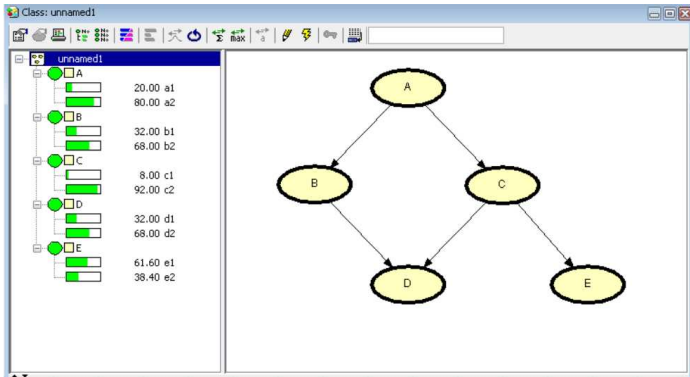 Class: unnamed1
Σ max a
unnamed1
A
20.00 a1
80.00 a2
B
32.00 b1
68.00 b2
C
8.00 c1
92.00 c2
D
32.00 d1
68.00 d2
E
61.60 e1
38.40 e2
A
B
C
D
E